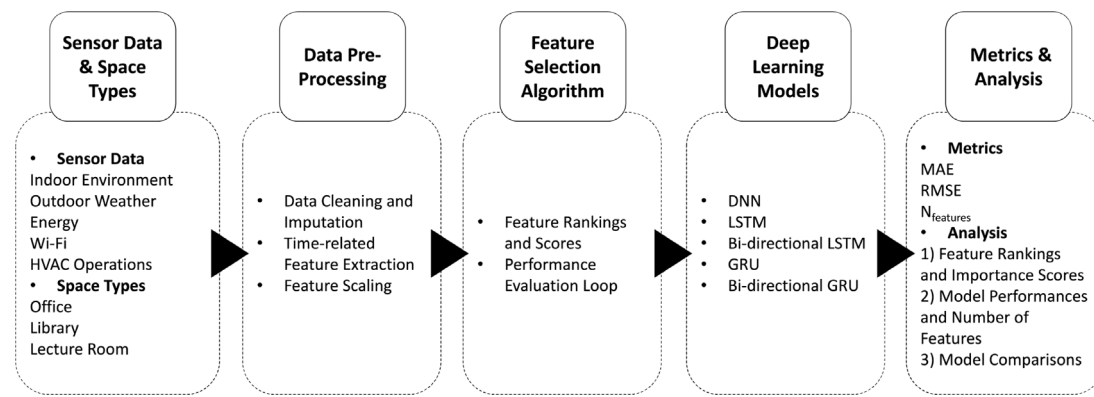 Sensor Data
& Space
Types
• Sensor Data
Indoor Environment
Outdoor Weather
Energy
Wi-Fi
HVAC Operations
• Space Types
Office
Library
Lecture Room
Data Pre-
Processing
• Data Cleaning and
Imputation
• Time-related
Feature Extraction
• Feature Scaling
Feature
Selection
Algorithm
• Feature Rankings
and Scores
• Performance
Evaluation Loop
Deep
Learning
Models
• DNN
• LSTM
• Bi-directional LSTM
• GRU
• Bi-directional GRU
Metrics &
Analysis
• Metrics
MAE
RMSE
Nfeatures
• Analysis
1) Feature Rankings
and Importance Scores
2) Model Performances
and Number of
Features
3) Model Comparisons